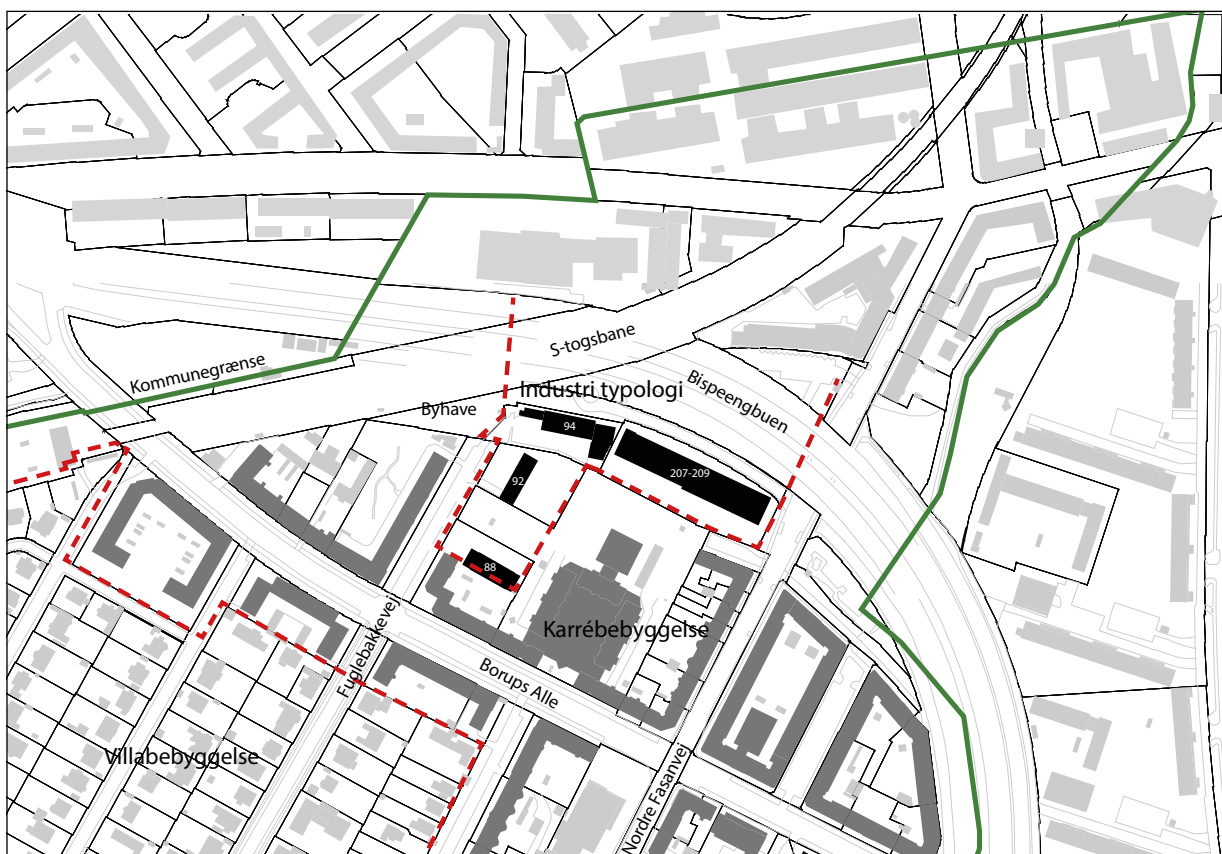 S-togsbane
Kommunegrænse
Bispeengbuen
Industri typologi
Byhave
94
207-209
92
88
Fuglebakkevej
Karrébebyggelse
Borups Alle
Villabebyggelse
Nordre Fasanvej